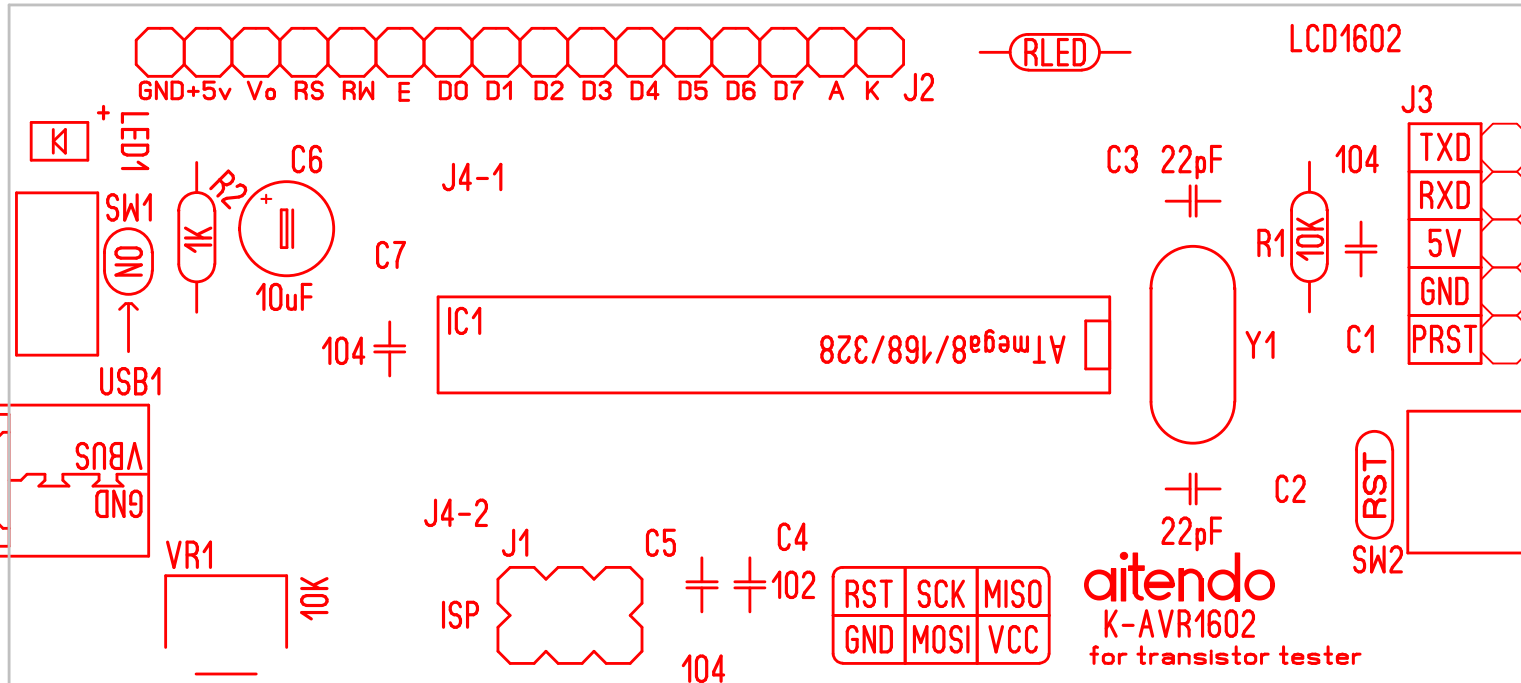 LCD1602
RLED
GND+5v Vo RS RW E D0 D1 D2 D3 D4 D5 D6 D7 A K J2
J3
+
LED1
C6
J4-1
C3 22pF
104
TXD
RXD
5V
GND
PRST
R2
SW1
1K
+
ON
C7
R1
10K
10uF
IC1
ATmega8/168/328
104
Y1
C1
USB1
VBUS
GND
C2
RST
J4-2
22pF
SW2
VR1
10K
J1
C5
C4
ISP
102
104
RST SCK MISO
GND MOSI VCC
aitendo
K-AVR1602
for transistor tester